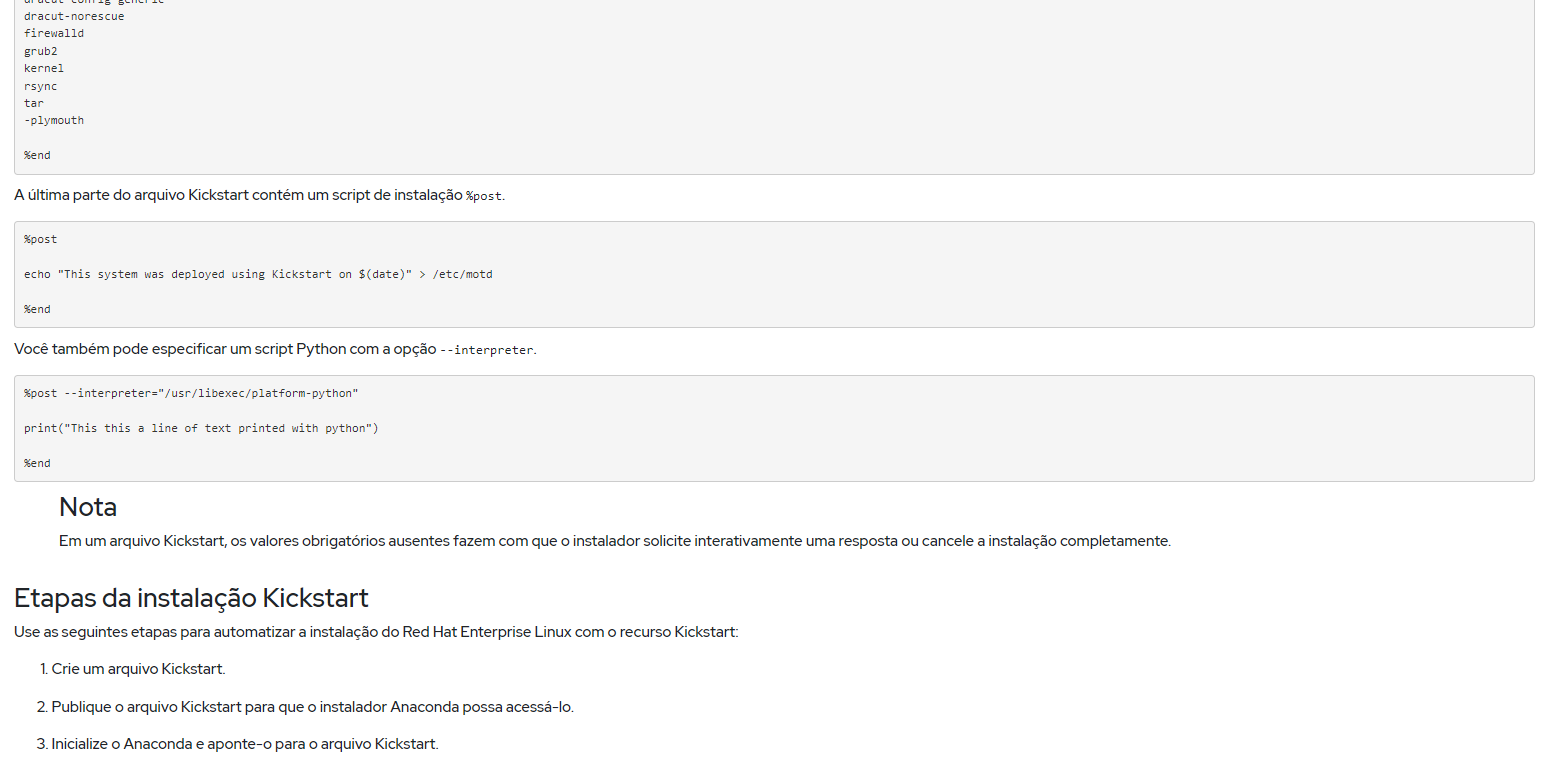 dracut-config-generic
dracut-norescue
firewalld
grub2
kernel
rsync
tar
-plymouth
%end
A última parte do arquivo Kickstart contém um script de instalação %post.
%post
echo "This system was deployed using Kickstart on $(date)" > /etc/motd
%end
Você também pode especificar um script Python com a opção --interpreter.
%post --interpreter="/usr/libexec/platform-python"
print("This this a line of text printed with python")
%end
Nota
Em um arquivo Kickstart, os valores obrigatórios ausentes fazem com que o instalador solicite interativamente uma resposta ou cancele a instalação completamente.
Etapas da instalação Kickstart
Use as seguintes etapas para automatizar a instalação do Red Hat Enterprise Linux com o recurso Kickstart:
1. Crie um arquivo Kickstart.
2. Publique o arquivo Kickstart para que o instalador Anaconda possa acessá-lo.
3. Inicialize o Anaconda e aponte-o para o arquivo Kickstart.